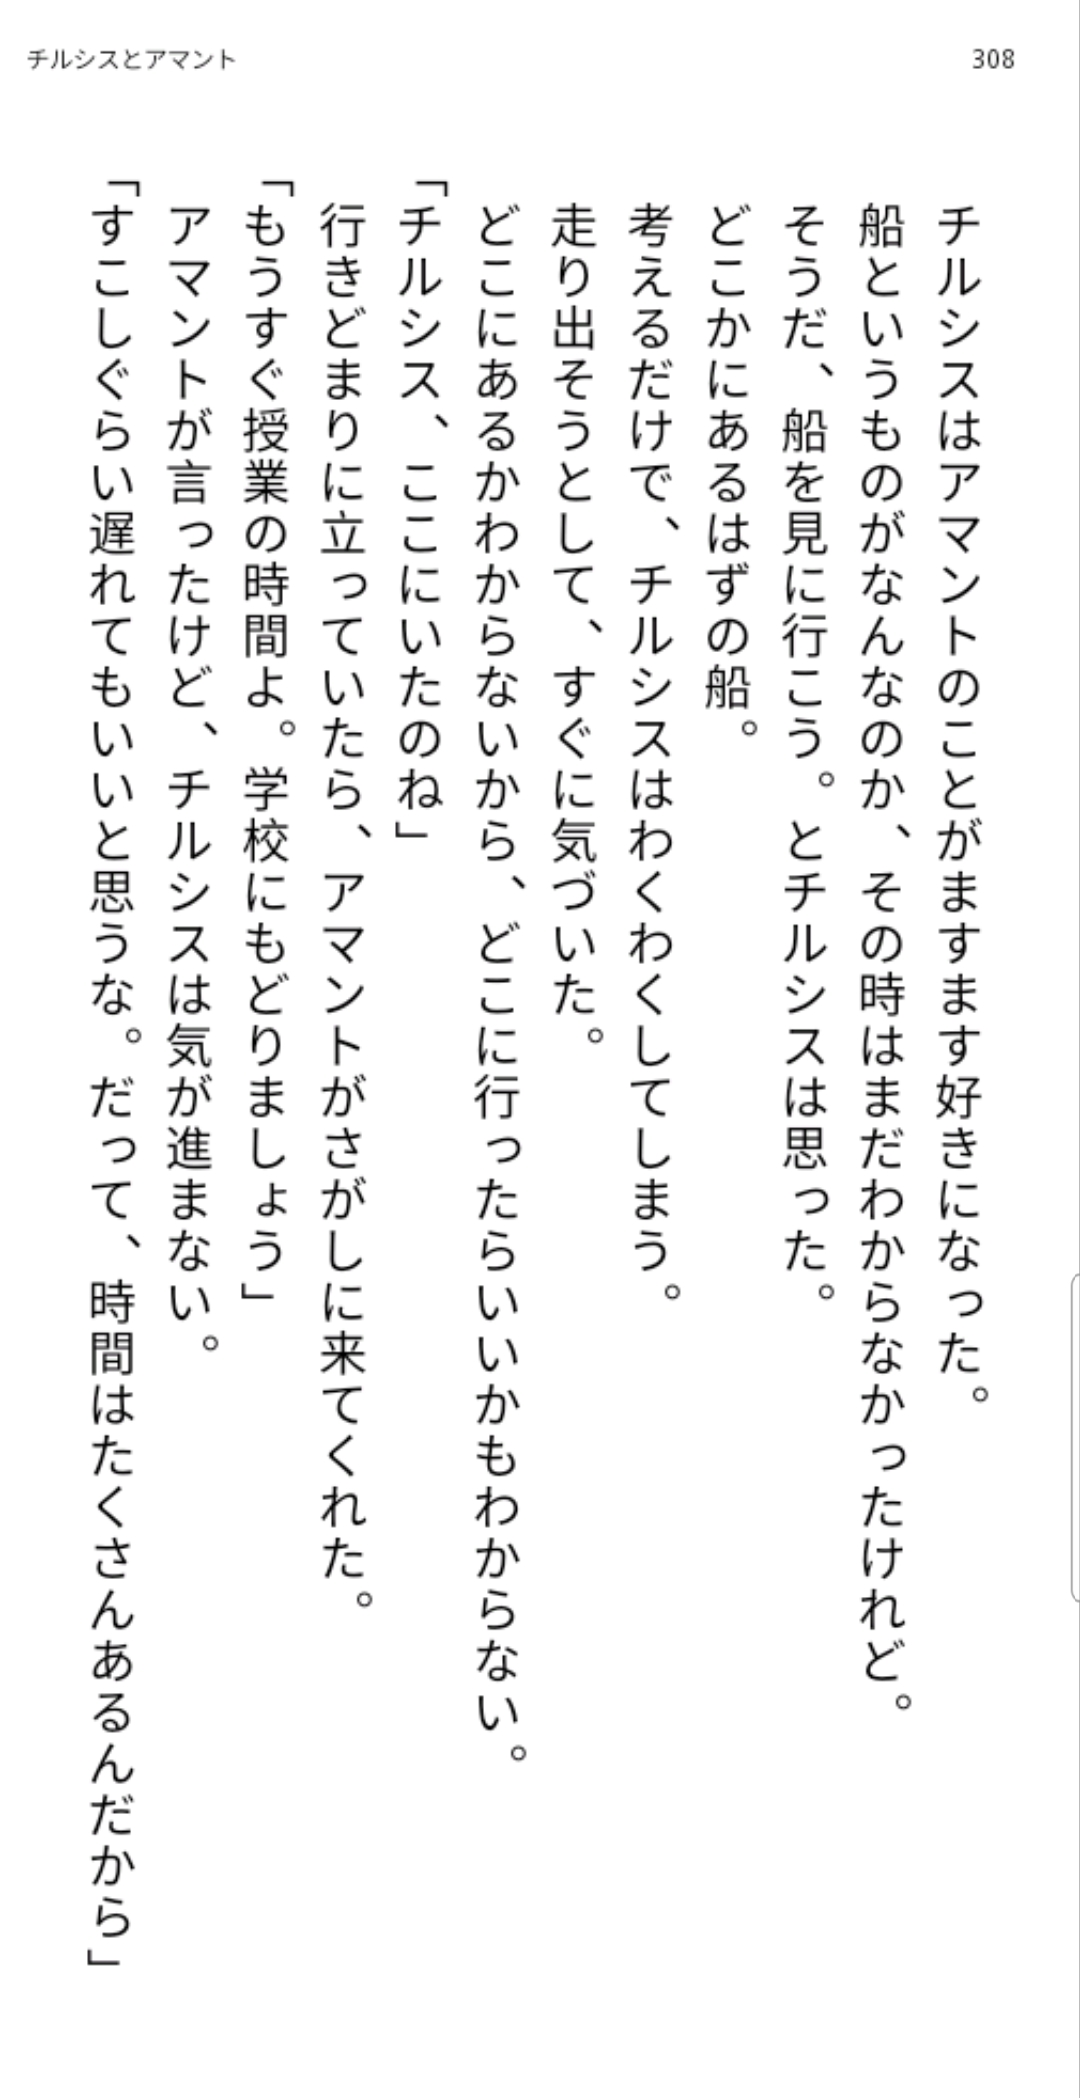 チルシスとアマント
308
チルシスはアマントのことがますます好きになった。
船というものがなんなのか、その時はまだわからなかったけれど。
そうだ、船を見に行こう。とチルシスは思った。
どこかにあるはずの船。
考えるだけで、チルシスはわくわくしてしまう。
走り出そうとして、すぐに気づいた。
どこにあるかわからないから、どこに行ったらいいかもわからない。
「チルシス、ここにいたのね」
行きどまりに立っていたら、アマントがさがしに来てくれた。
「もうすぐ授業の時間よ。学校にもどりましょう」
アマントが言ったけど、チルシスは気が進まない。
「すこしぐらい遅れてもいいと思うな。だって、時間はたくさんあるんだから」